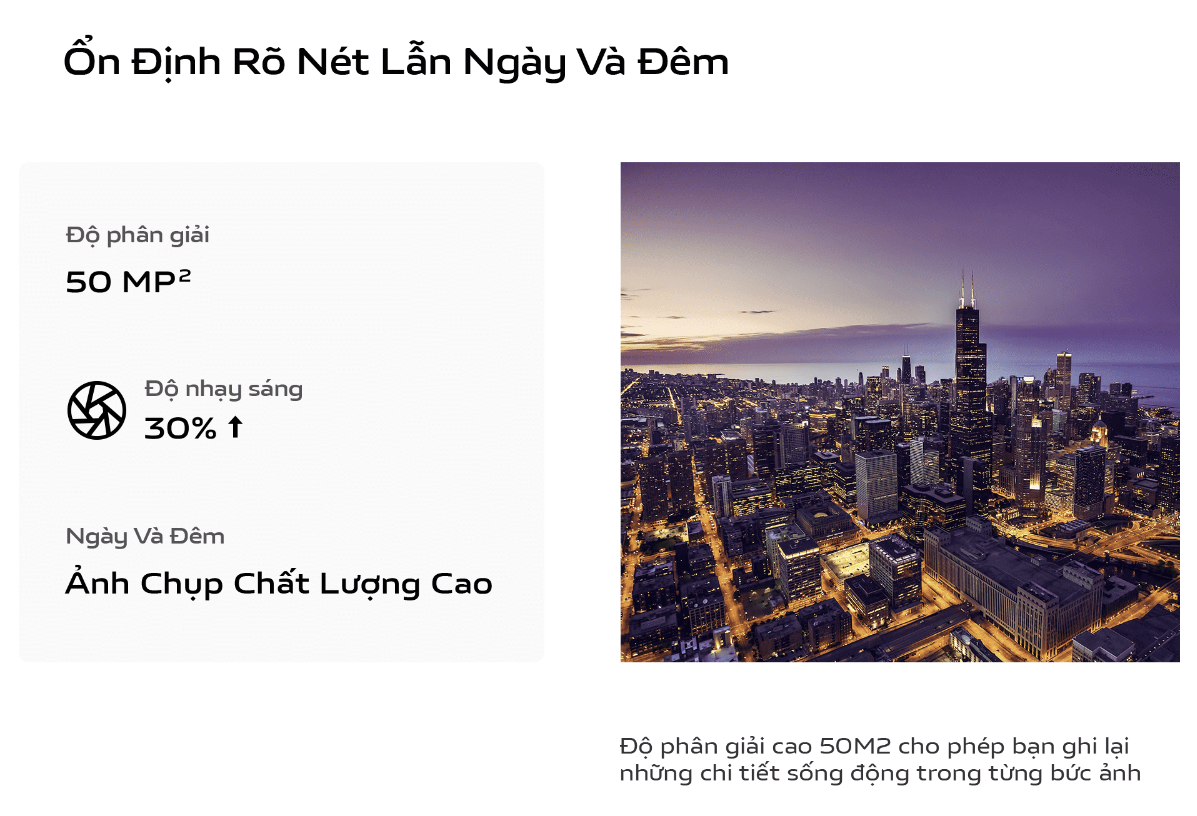 Ổn Định Rõ Nét Lẫn Ngày Và Đêm
Độ phân giải
50 MP²
Độ nhạy sáng
30% ⬆
Ngày Và Đêm
Ảnh Chụp Chất Lượng Cao
Độ phân giải cao 50M2 cho phép bạn ghi lại
những chi tiết sống động trong từng bức ảnh